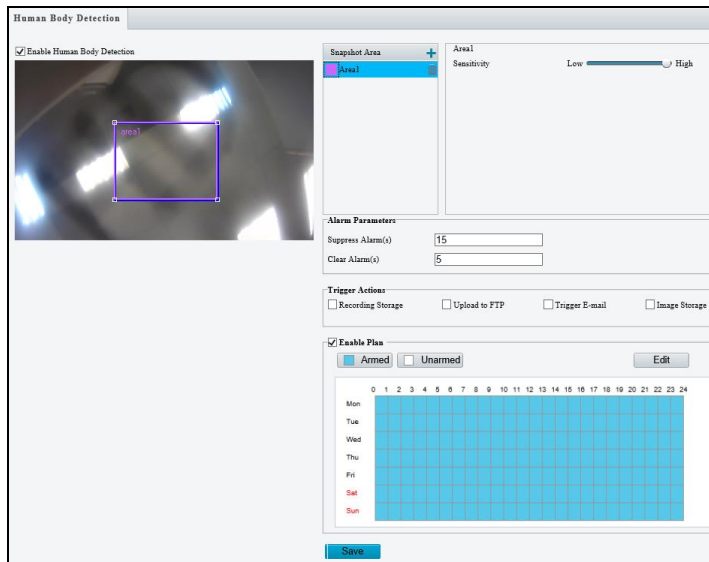 Human Body Detection
Enable Human Body Detection
area1
Snapshot Area +
Area1
Area1
Sensitivity Low High
Alarm Parameters
Suppress Alarm(s) 15
Clear Alarm(s) 5
Trigger Actions
Recording Storage Upload to FTP Trigger E-mail Image Storage
Enable Plan
Armed Unarmed Edit
0 1 2 3 4 5 6 7 8 9 10 11 12 13 14 15 16 17 18 19 20 21 22 23 24
Mon
Tue
Wed
Thu
Fri
Sat
Sun
Save